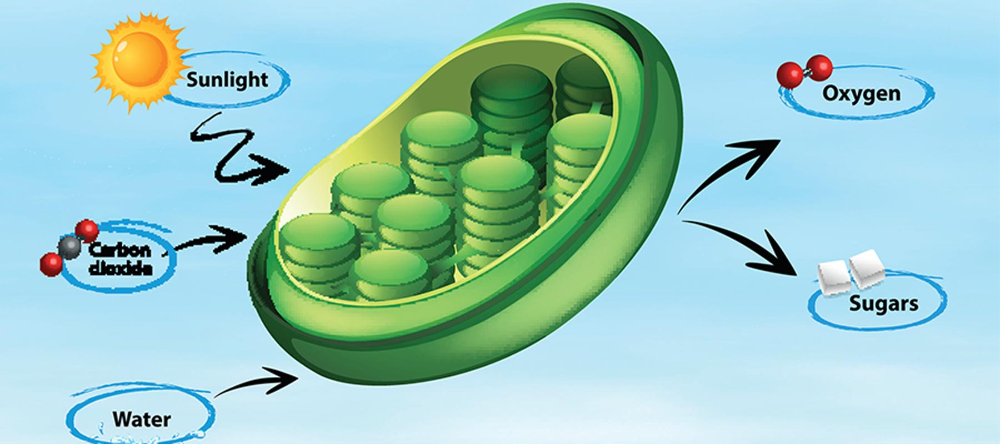 Sunlight
Oxygen
Carbon
dioxide
Sugars
Water